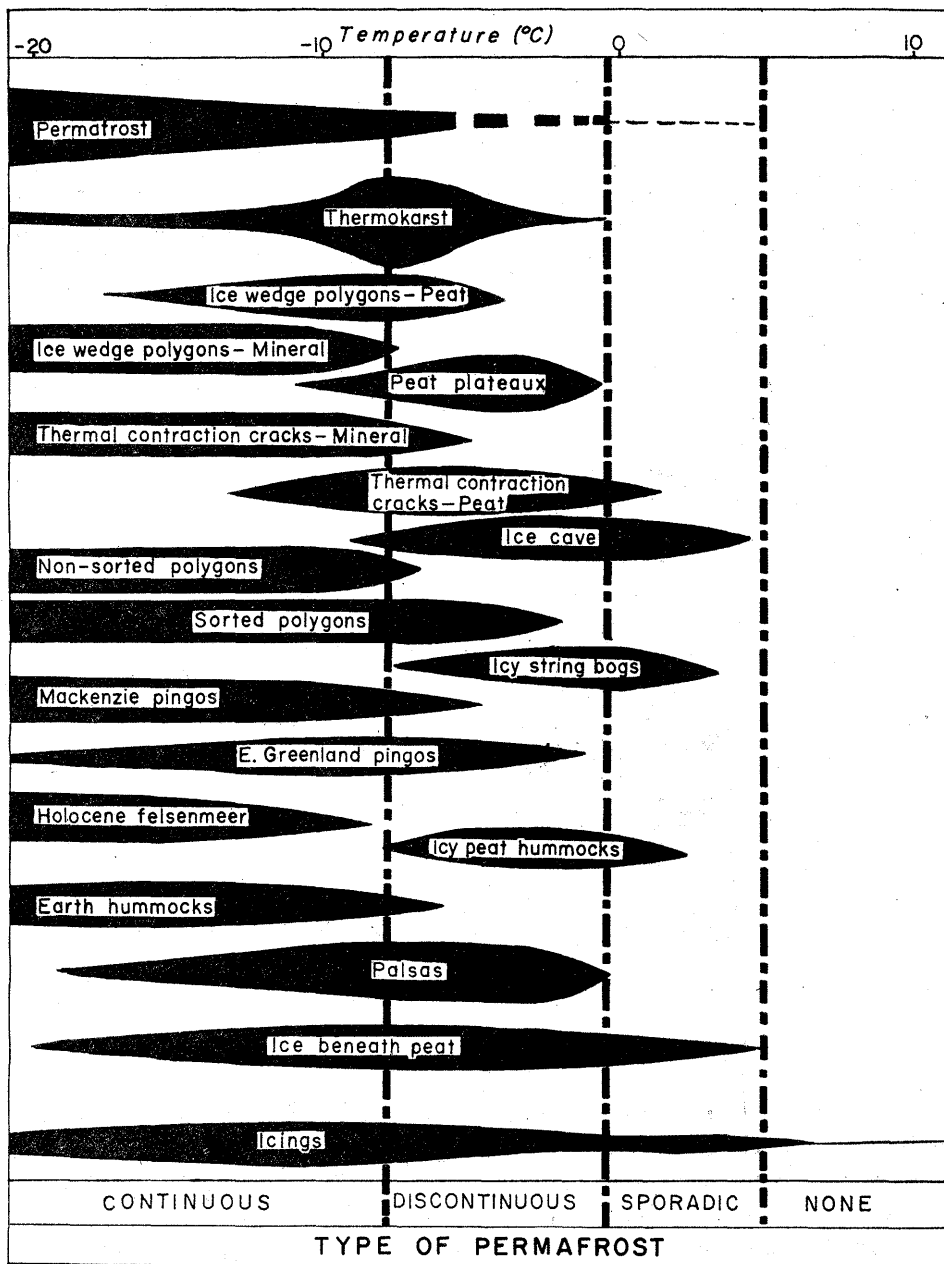 Temperature (°C)
-20 -10 0 10
Permafrost
Thermokarst
Ice wedge polygons – Peat
Ice wedge polygons – Mineral
Peat plateaux
Thermal contraction cracks – Mineral
Thermal contraction
cracks – Peat
Ice cave
Non-sorted polygons
Sorted polygons
Icy string bogs
Mackenzie pingos
E. Greenland pingos
Holocene felsenmeer
Icy peat hummocks
Earth hummocks
Palsas
Ice beneath peat
Icings
CONTINUOUS DISCONTINUOUS SPORADIC NONE
TYPE OF PERMAFROST